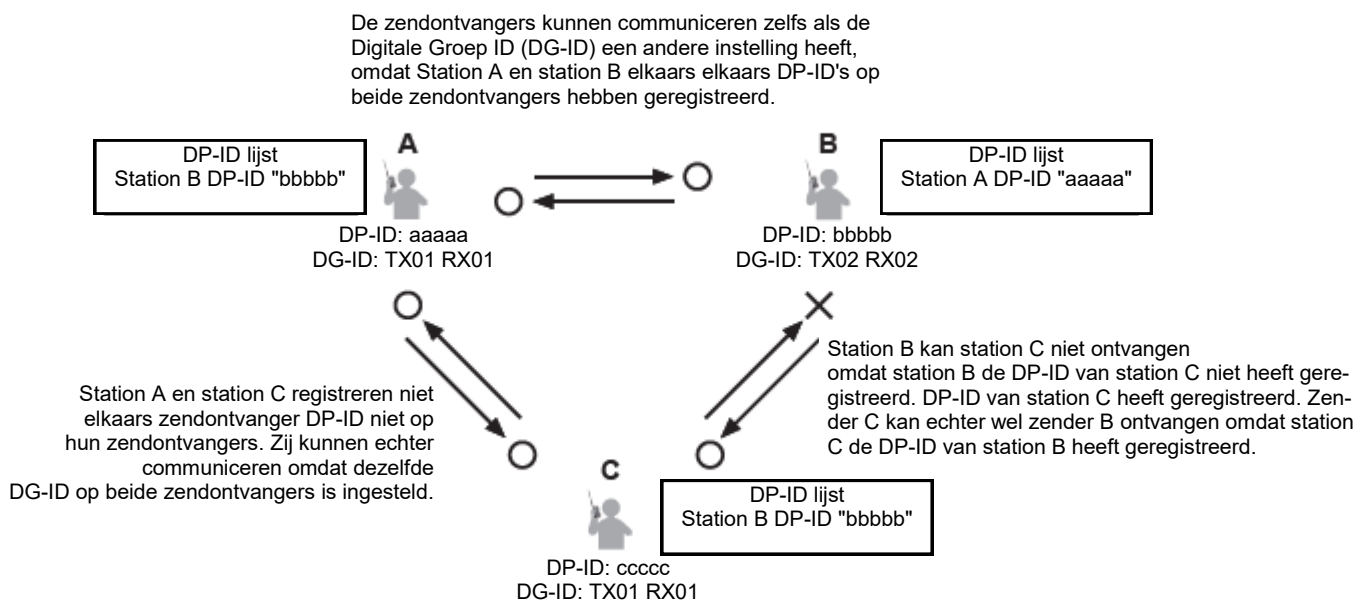 De zendontvangers kunnen communiceren zelfs als de
Digitale Groep ID (DG-ID) een andere instelling heeft,
omdat Station A en station B elkaars elkaars DP-ID's op
beide zendontvangers hebben geregistreerd.
A
DP-ID lijst
Station B DP-ID "bbbbb"
DP-ID: aaaaa
DG-ID: TX01 RX01
B
DP-ID lijst
Station A DP-ID "aaaaa"
DP-ID: bbbbb
DG-ID: TX02 RX02
Station A en station C registreren niet
elkaars zendontvanger DP-ID niet op
hun zendontvangers. Zij kunnen echter
communiceren omdat dezelfde
DG-ID op beide zendontvangers is ingesteld.
Station B kan station C niet ontvangen
omdat station B de DP-ID van station C niet heeft gere-
gistreerd. DP-ID van station C heeft geregistreerd. Zen-
der C kan echter wel zender B ontvangen omdat station
C de DP-ID van station B heeft geregistreerd.
C
DP-ID lijst
Station B DP-ID "bbbbb"
DP-ID: ccccc
DG-ID: TX01 RX01